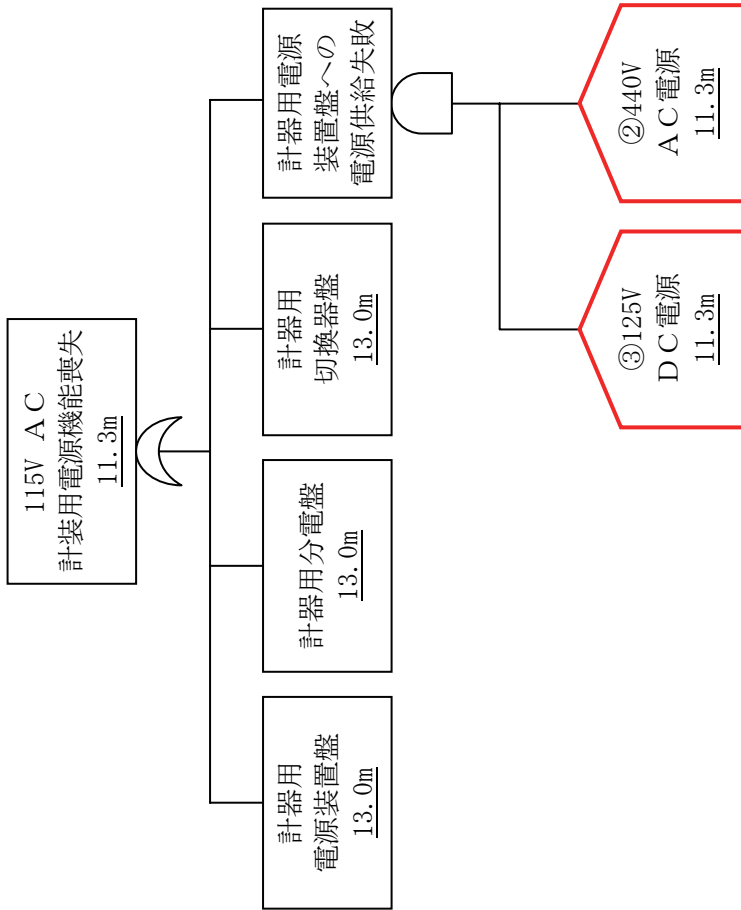 115V AC
計装用電源機能喪失
11.3m
計器用
電源装置盤
13.0m
計器用分電盤
13.0m
計器用
切換器盤
13.0m
計器用電源
装置盤への
電源供給失敗
③125V
ＤＣ電源
11.3m
②440V
ＡＣ電源
11.3m